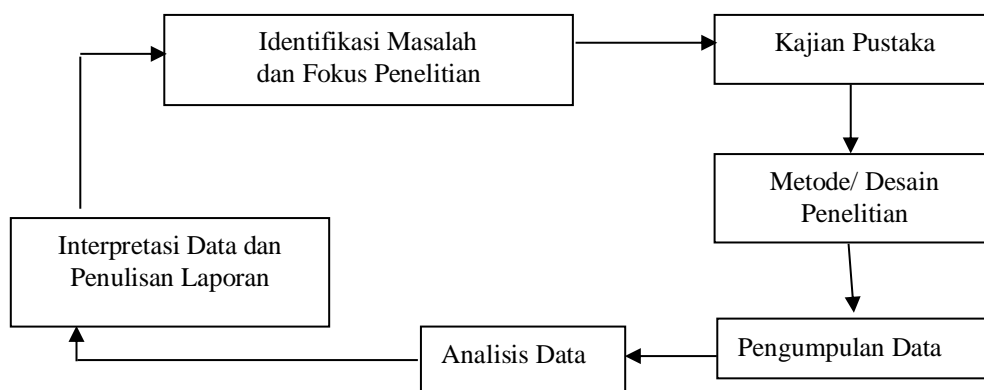 Identifikasi Masalah
dan Fokus Penelitian
Kajian Pustaka
Metode/ Desain
Penelitian
Pengumpulan Data
Analisis Data
Interpretasi Data dan
Penulisan Laporan